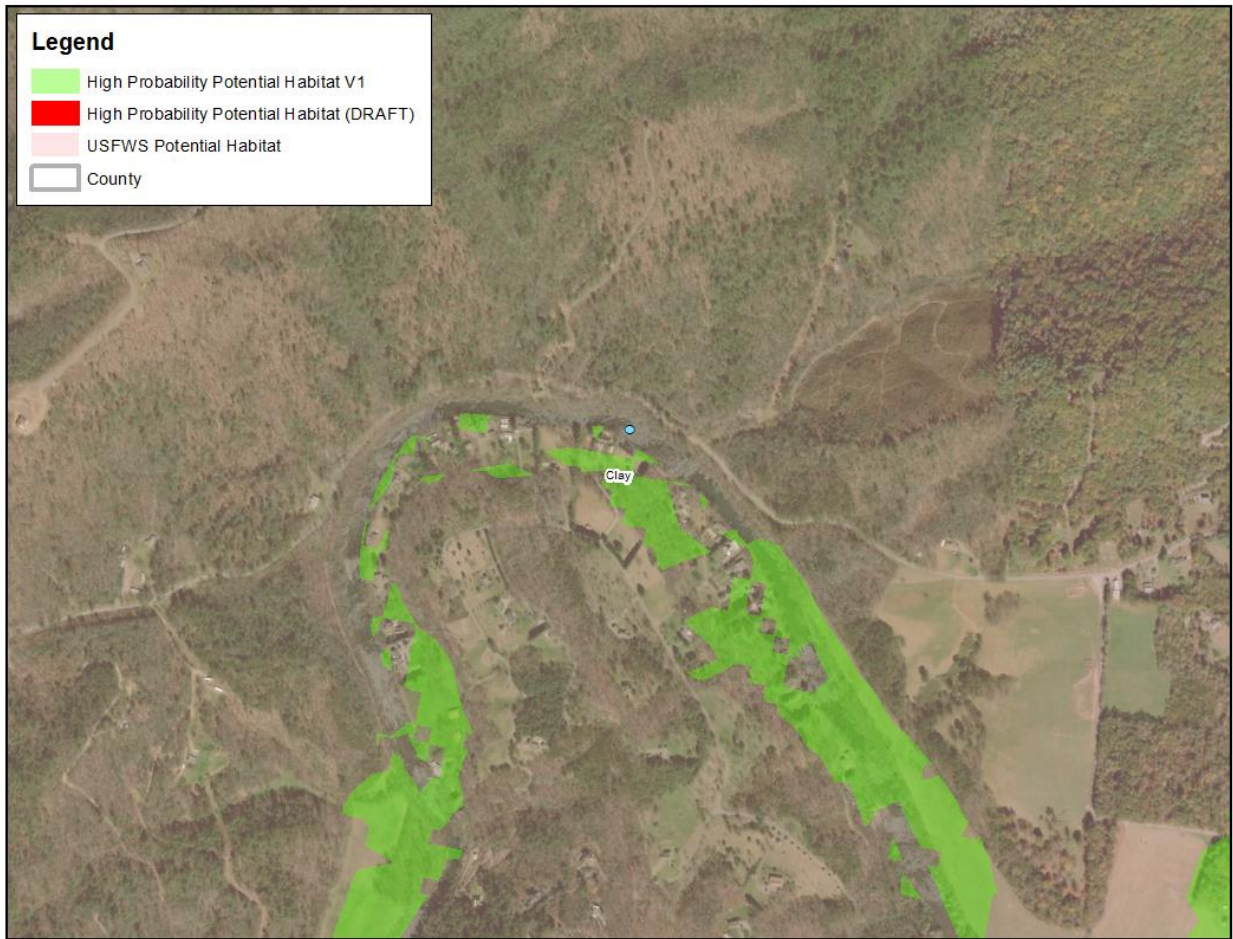 Legend
High Probability Potential Habitat V1
High Probability Potential Habitat (DRAFT)
USFWS Potential Habitat
County
Clay